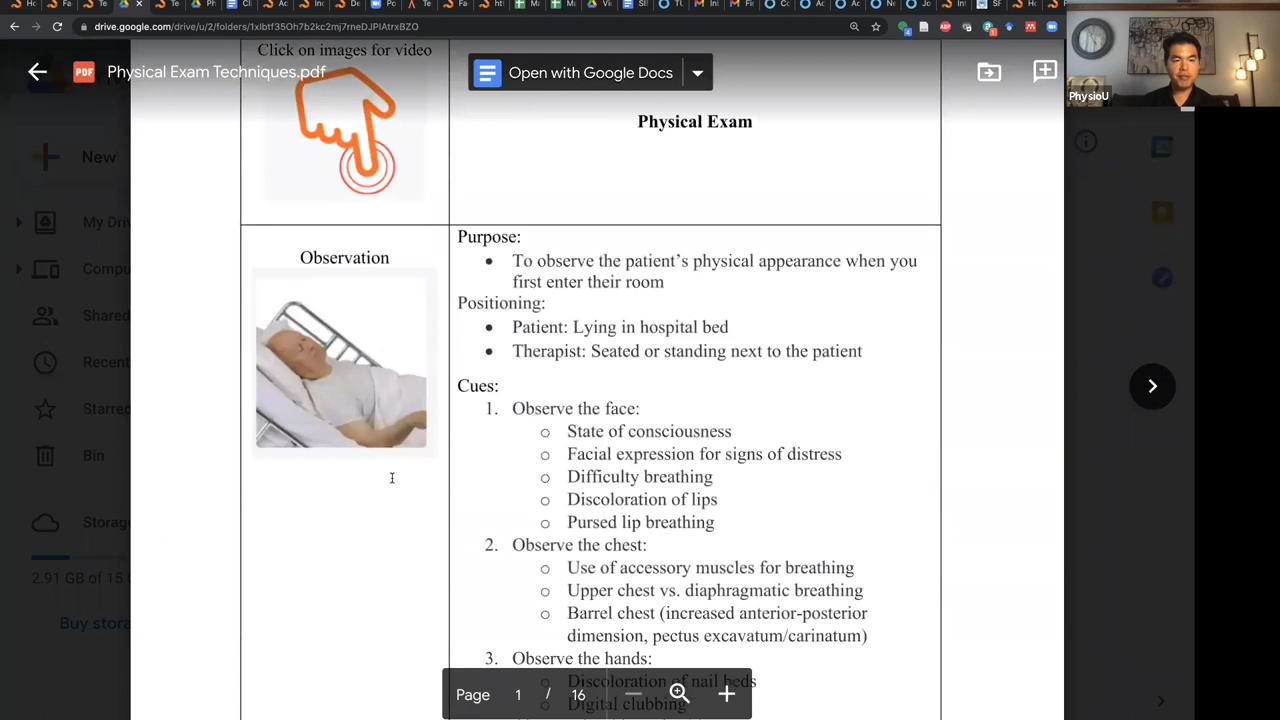 drive.google.com/drive/u/2/folders/
Click on images for video
PDF
Physical Exam Techniques.pdf
Open with Google Docs
PhysioU
Physical Exam
New
My Driv
Compu
Shared
Recent
Starred
Bin
Storag
2.91 GB of 15
Buy stora
Observation
Purpose:
• To observe the patient's physical appearance when you
first enter their room
Positioning:
• Patient: Lying in hospital bed
• Therapist: Seated or standing next to the patient
Cues:
1. Observe the face:
o State of consciousness
o Facial expression for signs of distress
o Difficulty breathing
o Discoloration of lips
o Pursed lip breathing
2. Observe the chest:
o Use of accessory muscles for breathing
o Upper chest vs. diaphragmatic breathing
o Barrel chest (increased anterior-posterior
dimension, pectus excavatum/carinatum)
3. Observe the hands:
o Discoloration of nail beds
o Digital clubbing
Page 1 / 16